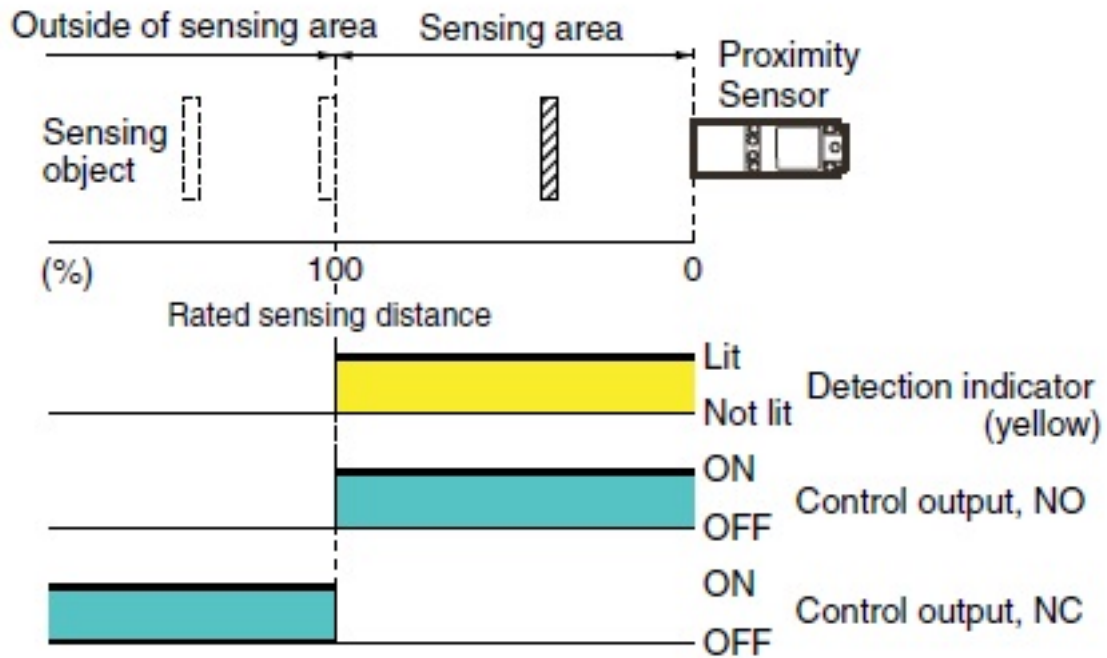 Outside of sensing area
Sensing area
Proximity
Sensor
Sensing
object
(%)
100
0
Rated sensing distance
Lit
Not lit
Detection indicator
(yellow)
ON
OFF
Control output, NO
ON
OFF
Control output, NC